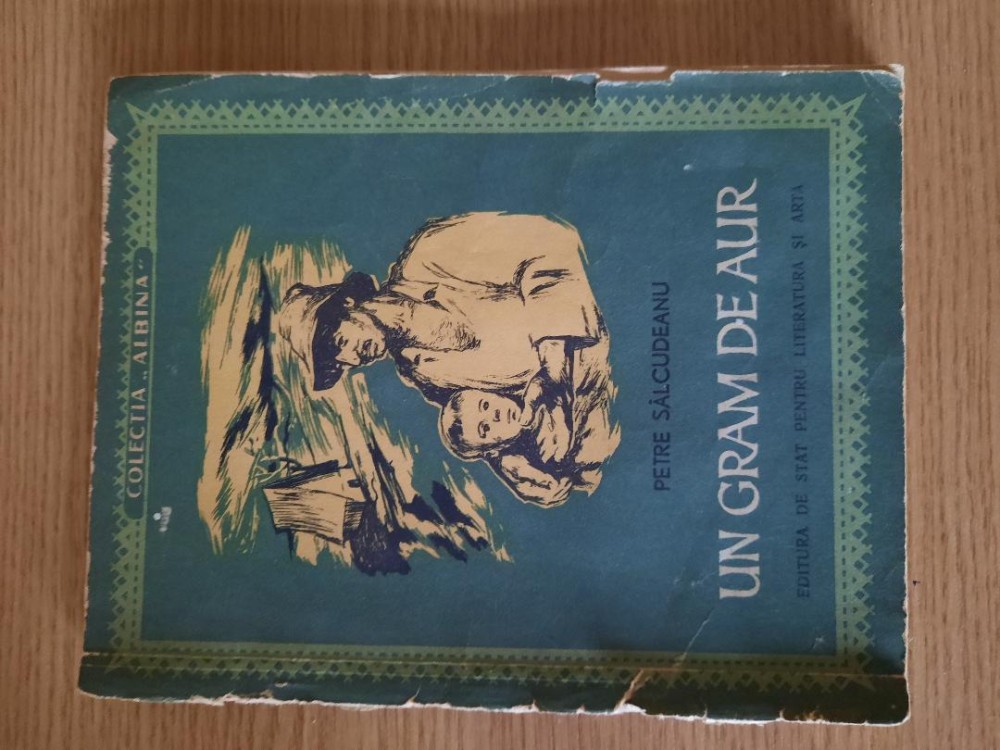 COLECȚIA „ALBINA"
PETRE SĂLCUDEANU
UN GRAM DE AUR
EDITURA DE STAT PENTRU LITERATURĂ ȘI ARTĂ